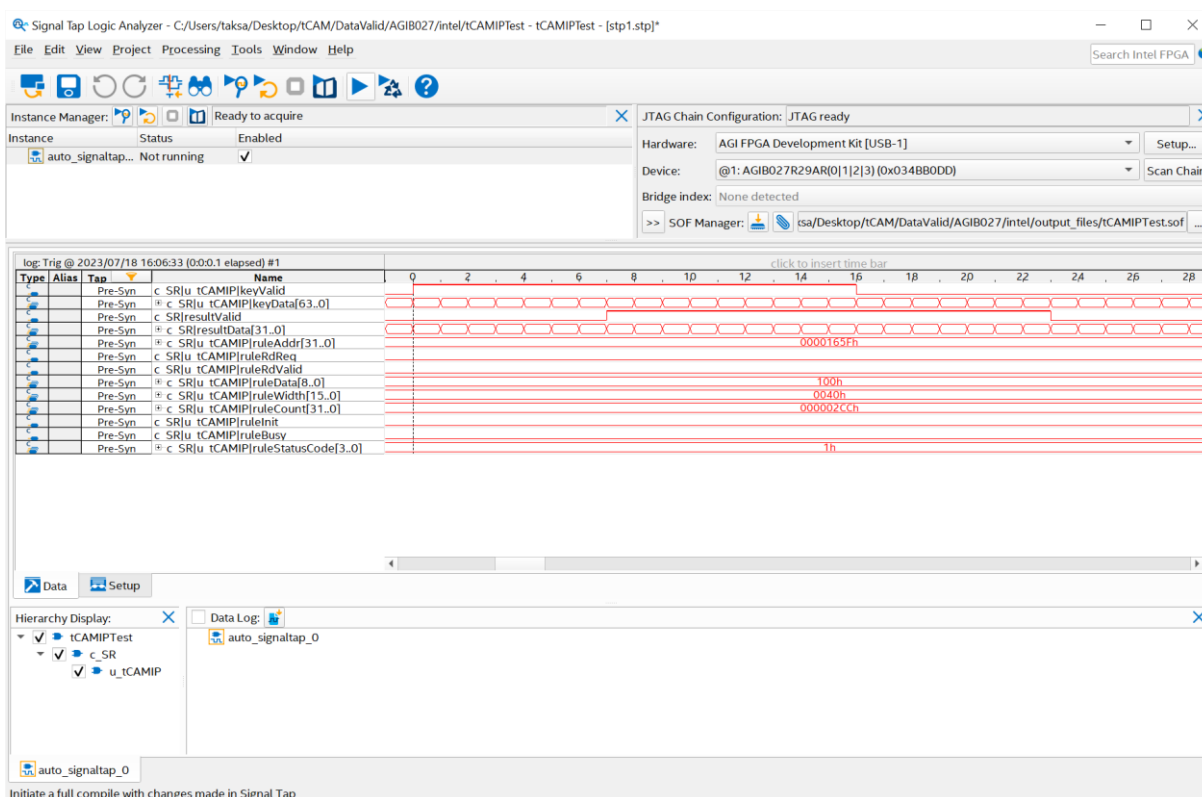 Signal Tap Logic Analyzer - C:/Users/taksa/Desktop/tCAM/DataValid/AGIB027/intel/tCAMIPTest - tCAMIPTest - [stp1.stp]*
File Edit View Project Processing Tools Window Help
Search Intel FPGA
Instance Manager: Ready to acquire
Instance Status Enabled
auto_signaltap... Not running
JTAG Chain Configuration: JTAG ready
Hardware: AGI FPGA Development Kit [USB-1] Setup...
Device: @1: AGIB027R29AR(0|1|2|3) (0x034BB0DD) Scan Chain
Bridge index: None detected
>> SOF Manager: sa/Desktop/tCAM/DataValid/AGIB027/intel/output_files/tCAMIPTest.sof ...
log: Trig @ 2023/07/18 16:06:33 (0:0:0.1 elapsed) #1 click to insert time bar
Type Alias Tap Name 0 2 4 6 8 10 12 14 16 18 20 22 24 26 28
Pre-Syn c_SR|u_tCAMIP|keyValid
Pre-Syn c_SR|u_tCAMIP|keyData[63..0]
Pre-Syn c_SR|resultValid
Pre-Syn c_SR|resultData[31..0]
Pre-Syn c_SR|u_tCAMIP|ruleAddr[31..0] 0000165Fh
Pre-Syn c_SR|u_tCAMIP|ruleRdReq
Pre-Syn c_SR|u_tCAMIP|ruleRdValid
Pre-Syn c_SR|u_tCAMIP|ruleData[8..0] 100h
Pre-Syn c_SR|u_tCAMIP|ruleWidth[15..0] 0040h
Pre-Syn c_SR|u_tCAMIP|ruleCount[31..0] 000002CCh
Pre-Syn c_SR|u_tCAMIP|ruleInit
Pre-Syn c_SR|u_tCAMIP|ruleBusy
Pre-Syn c_SR|u_tCAMIP|ruleStatusCode[3..0] 1h
Data Setup
Hierarchy Display:
tCAMIPTest
c_SR
u_tCAMIP
Data Log:
auto_signaltap_0
auto_signaltap_0
Initiate a full compile with changes made in Signal Tap